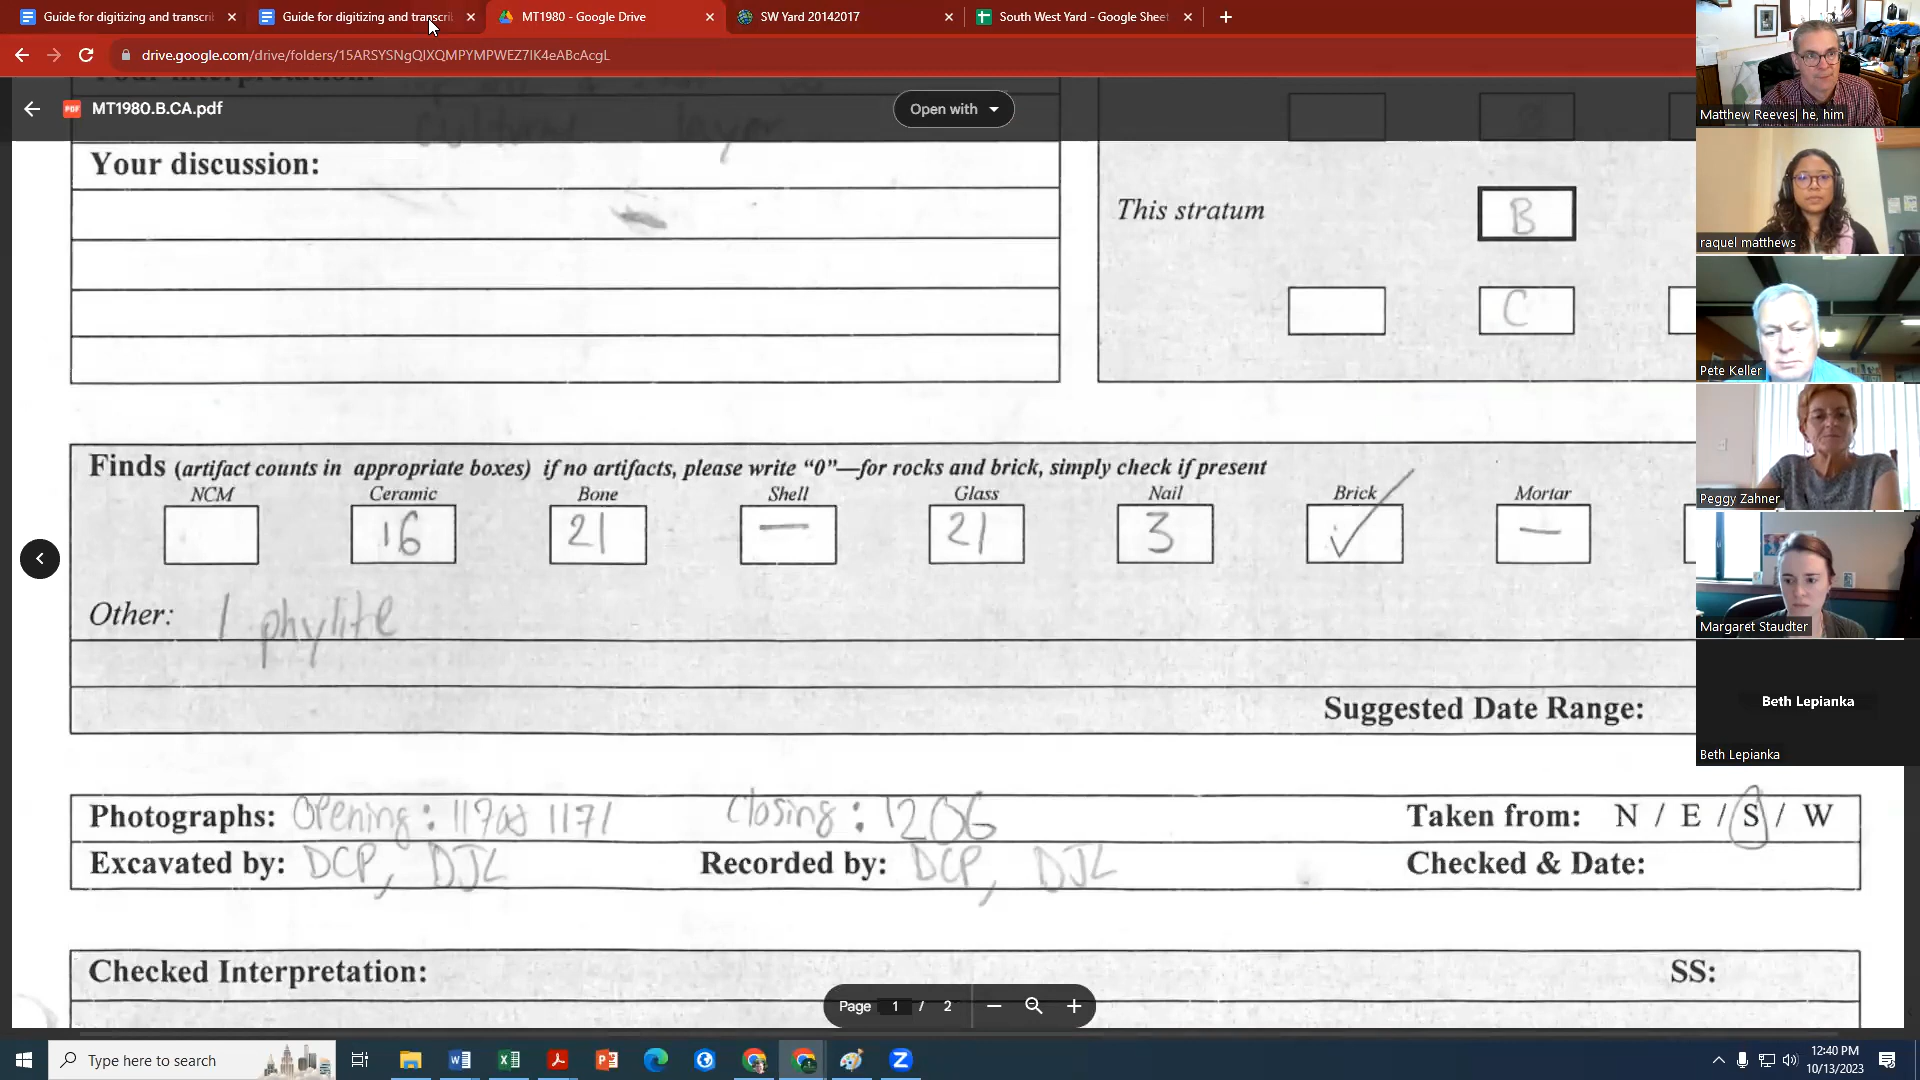 Guide for digitizing and transcri
Guide for digitizing and transcri
MT1980 - Google Drive
SW Yard 20142017
South West Yard - Google Sheet
drive.google.com/drive/folders/15ARSYSNgQIXQMPYMPWEZ7IK4eABcAcgL
Your interpretation:
MT1980.B.CA.pdf
Open with
Cultural layer
Your discussion:
This stratum
B
C
Finds (artifact counts in appropriate boxes) if no artifacts, please write “0”—for rocks and brick, simply check if present
NCM Ceramic Bone Shell Glass Nail Brick Mortar
16 21 — 21 3 ✓ —
Other: 1 phylite
Suggested Date Range:
Photographs: Opening: 1170 1171 Closing: 1206 Taken from: N / E / S / W
Excavated by: DCP, DJL Recorded by: DCP, DJL Checked & Date:
Checked Interpretation: SS:
Page 1 / 2
Matthew Reeves| he, him
raquel matthews
Pete Keller
Peggy Zahner
Margaret Staudter
Beth Lepianka
Beth Lepianka
Type here to search
12:40 PM
10/13/2023